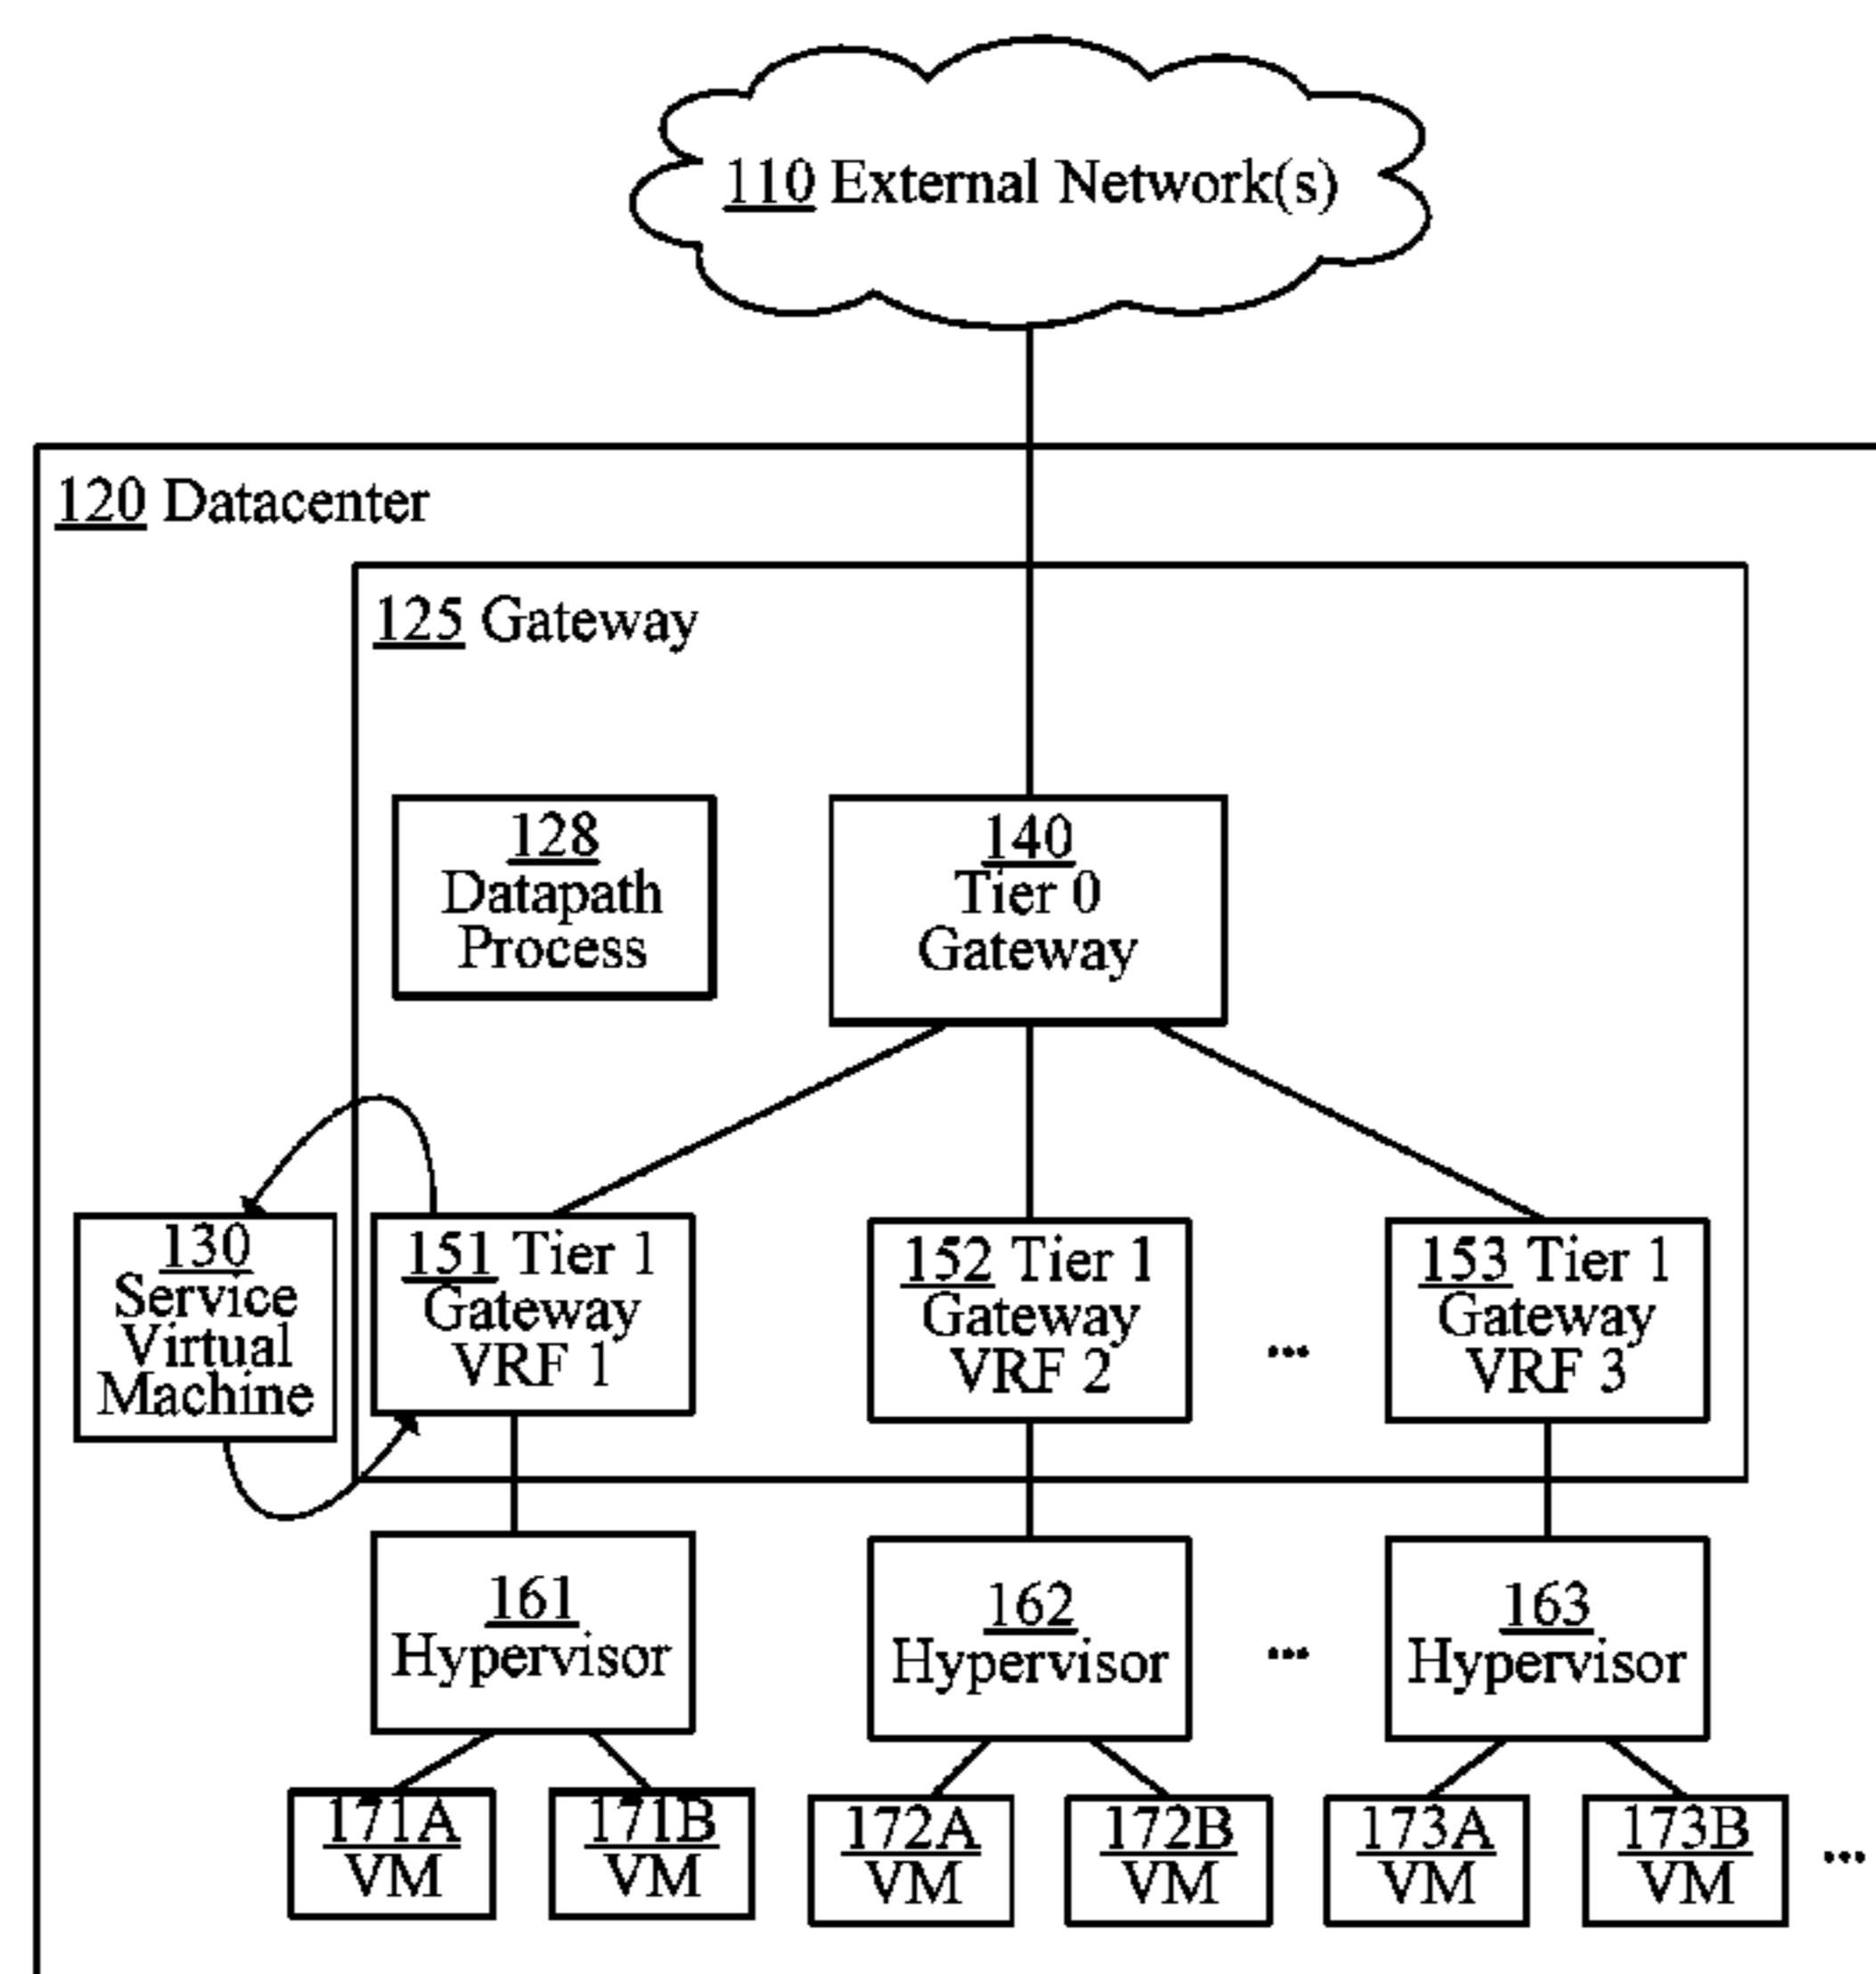 110 External Network(s)
120 Datacenter
125 Gateway
128
Datapath
Process
140
Tier 0
Gateway
130
Service
Virtual
Machine
151 Tier 1
Gateway
VRF 1
152 Tier 1
Gateway
VRF 2
...
153 Tier 1
Gateway
VRF 3
161
Hypervisor
162
Hypervisor
...
163
Hypervisor
171A
VM
171B
VM
172A
VM
172B
VM
173A
VM
173B
VM
...